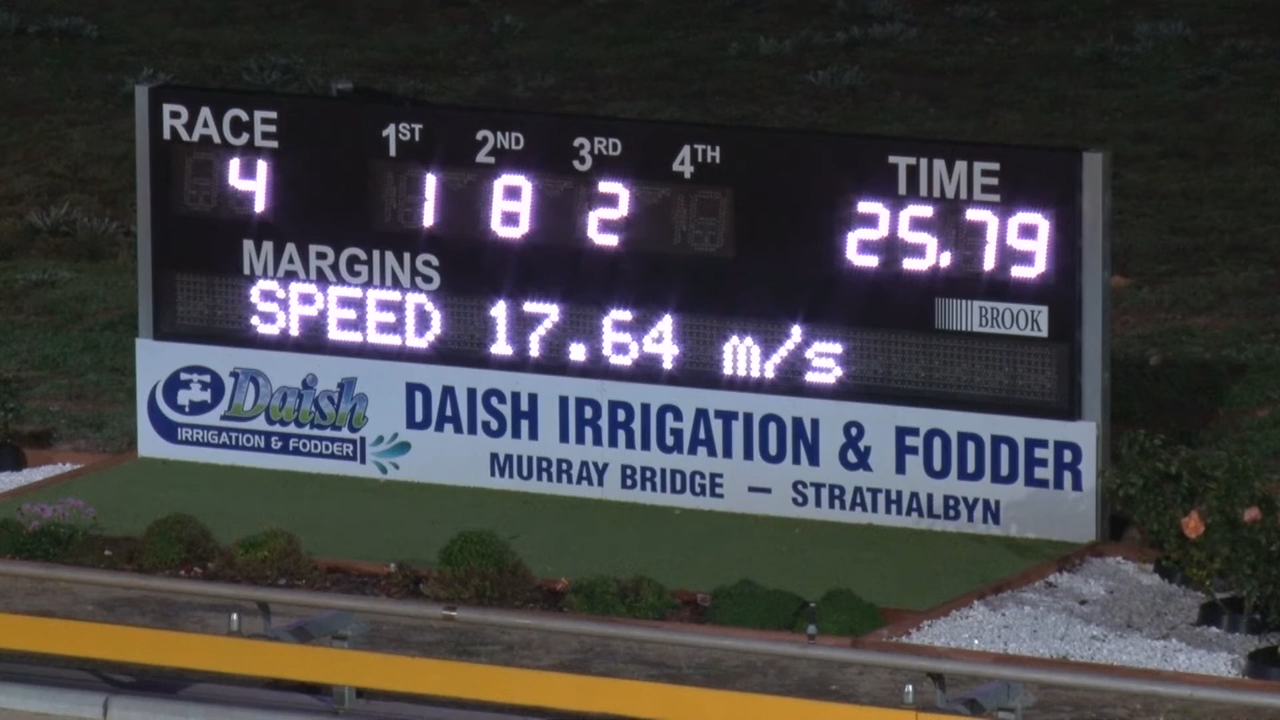 RACE 1ST 2ND 3RD 4TH TIME
4 1 8 2 25.79
MARGINS
BROOK
SPEED 17.64 m/s
Daish
IRRIGATION & FODDER
DAISH IRRIGATION & FODDER
MURRAY BRIDGE – STRATHALBYN